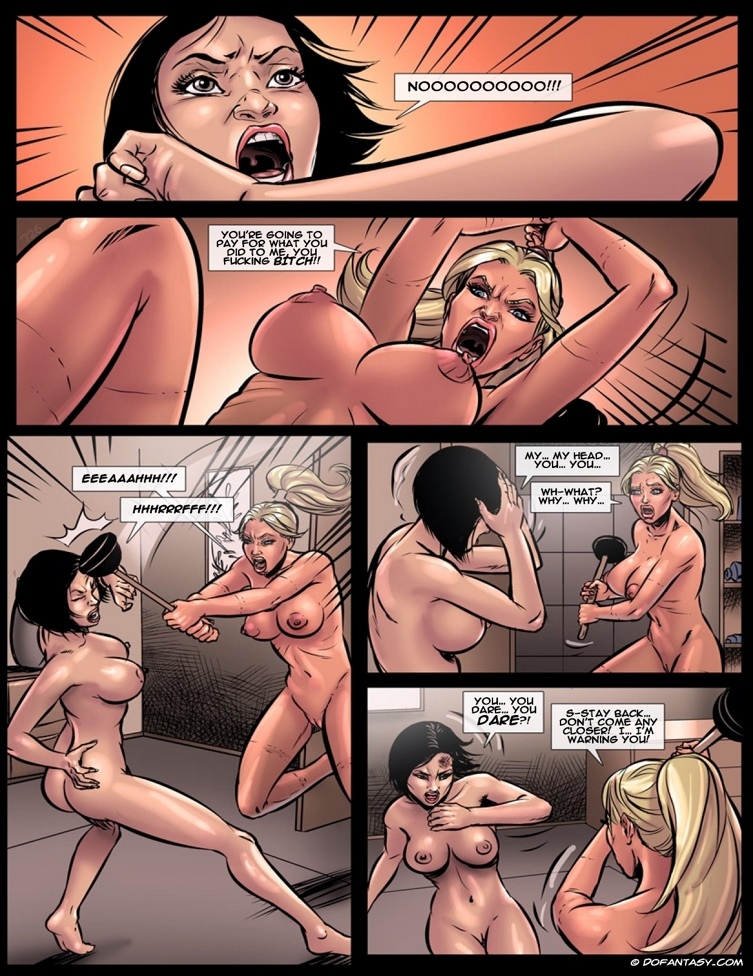 NOOOOOOOOOO!!!
YOU'RE GOING TO
PAY FOR WHAT YOU
DID TO ME, YOU
FUCKING BITCH!!
EEEAAAHHH!!!
HHHRRRFFF!!!
MY... MY HEAD...
YOU... YOU...
WH-WHAT?
WHY... WHY...
YOU... YOU
DARE... YOU
DARE?!
S-STAY BACK...
DON'T COME ANY
CLOSER! I... I'M
WARNING YOU!
© DOFANTASY.COM